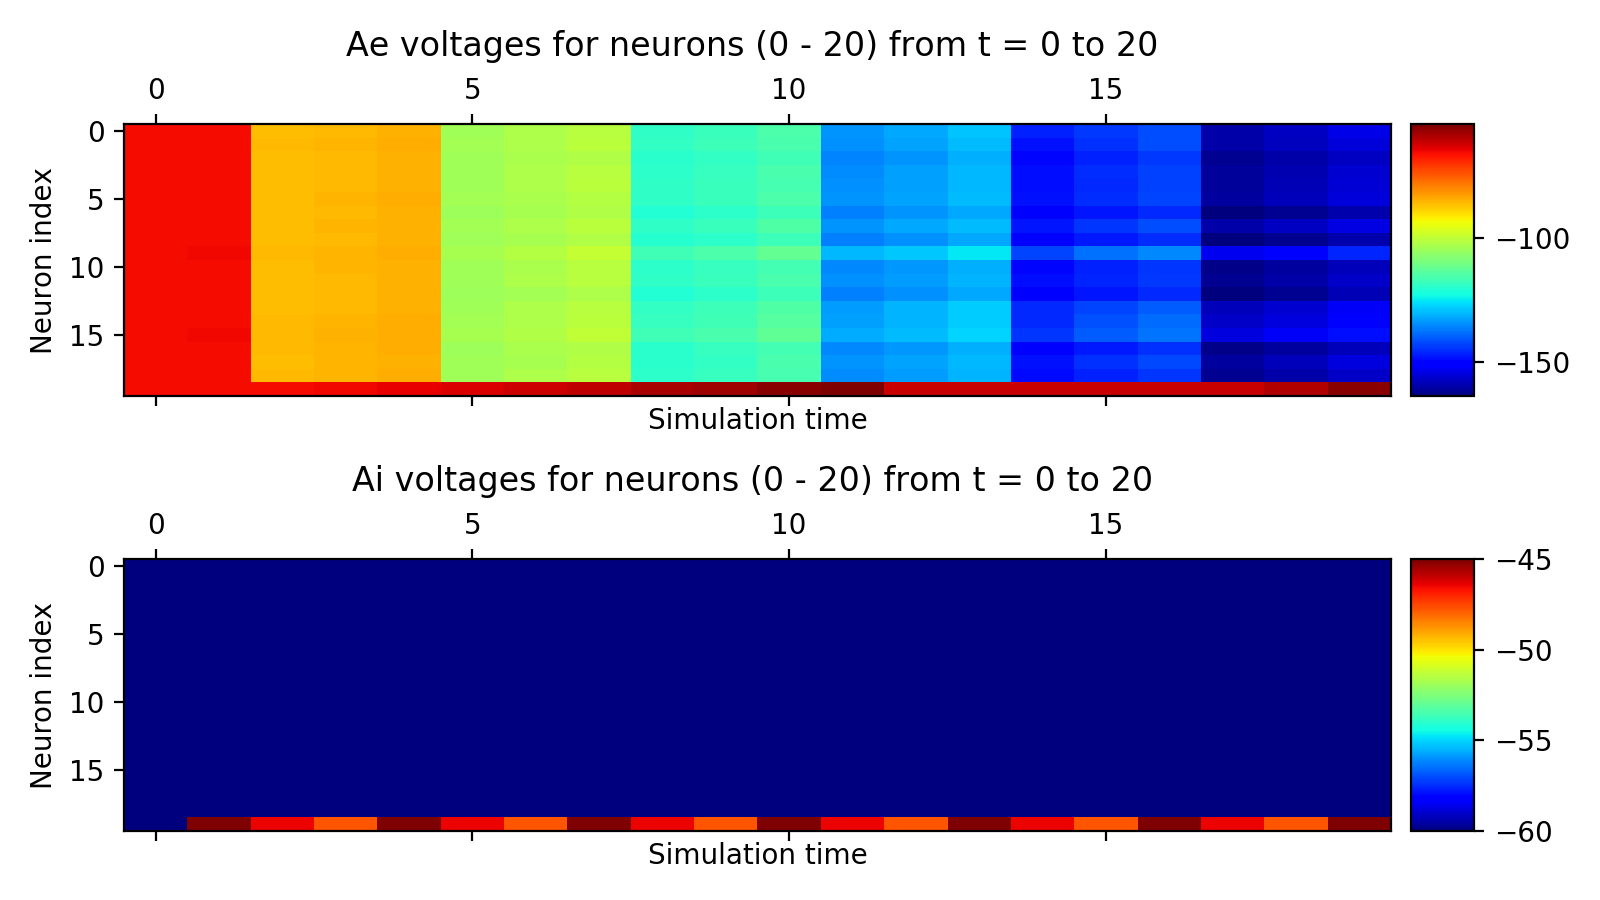 Ae voltages for neurons (0 - 20) from t = 0 to 20
0 5 10 15
Neuron index
0
5
10
15
−100
−150
Simulation time
Ai voltages for neurons (0 - 20) from t = 0 to 20
0 5 10 15
Neuron index
0
5
10
15
−45
−50
−55
−60
Simulation time